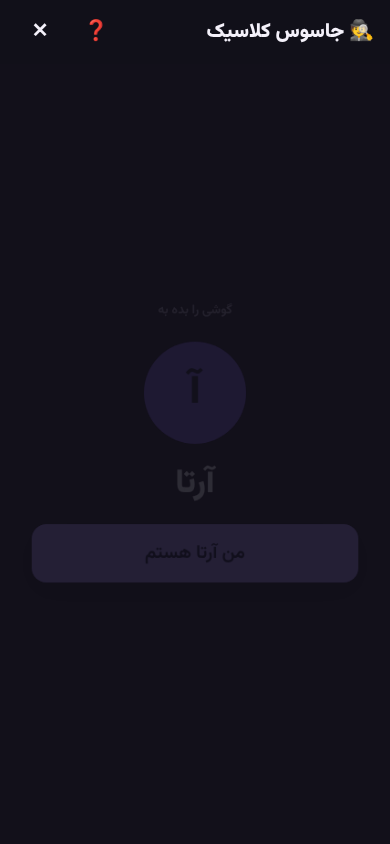 🕵️ جاسوس کلاسیک ❓ ✕
گوشی را بده به
آ
آرتا
من آرتا هستم